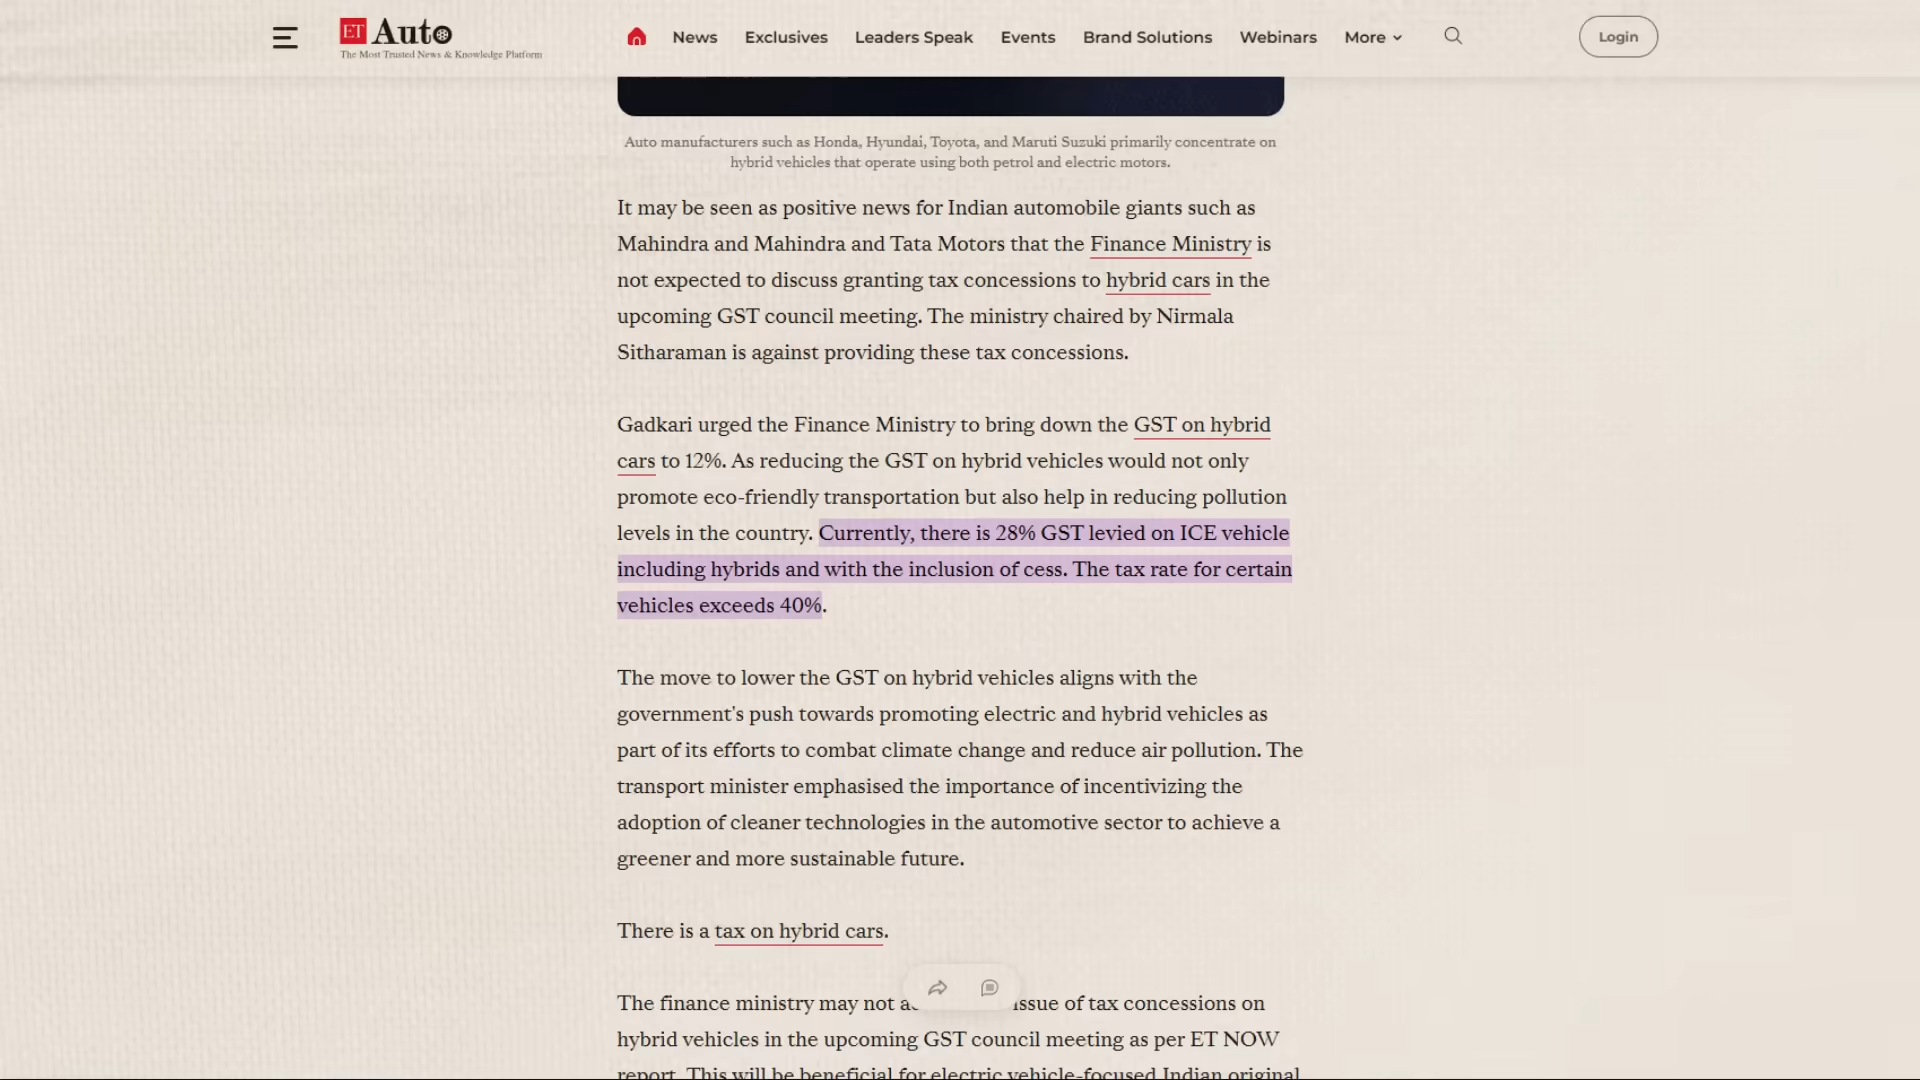 ET Auto
The Most Trusted News & Knowledge Platform
News
Exclusives
Leaders Speak
Events
Brand Solutions
Webinars
More
Login
Auto manufacturers such as Honda, Hyundai, Toyota, and Maruti Suzuki primarily concentrate on
hybrid vehicles that operate using both petrol and electric motors.
It may be seen as positive news for Indian automobile giants such as
Mahindra and Mahindra and Tata Motors that the Finance Ministry is
not expected to discuss granting tax concessions to hybrid cars in the
upcoming GST council meeting. The ministry chaired by Nirmala
Sitharaman is against providing these tax concessions.
Gadkari urged the Finance Ministry to bring down the GST on hybrid
cars to 12%. As reducing the GST on hybrid vehicles would not only
promote eco-friendly transportation but also help in reducing pollution
levels in the country. Currently, there is 28% GST levied on ICE vehicle
including hybrids and with the inclusion of cess. The tax rate for certain
vehicles exceeds 40%.
The move to lower the GST on hybrid vehicles aligns with the
government's push towards promoting electric and hybrid vehicles as
part of its efforts to combat climate change and reduce air pollution. The
transport minister emphasised the importance of incentivizing the
adoption of cleaner technologies in the automotive sector to achieve a
greener and more sustainable future.
There is a tax on hybrid cars.
The finance ministry may not issue of tax concessions on
hybrid vehicles in the upcoming GST council meeting as per ET NOW
report. This will be beneficial for electric vehicle-focused Indian original